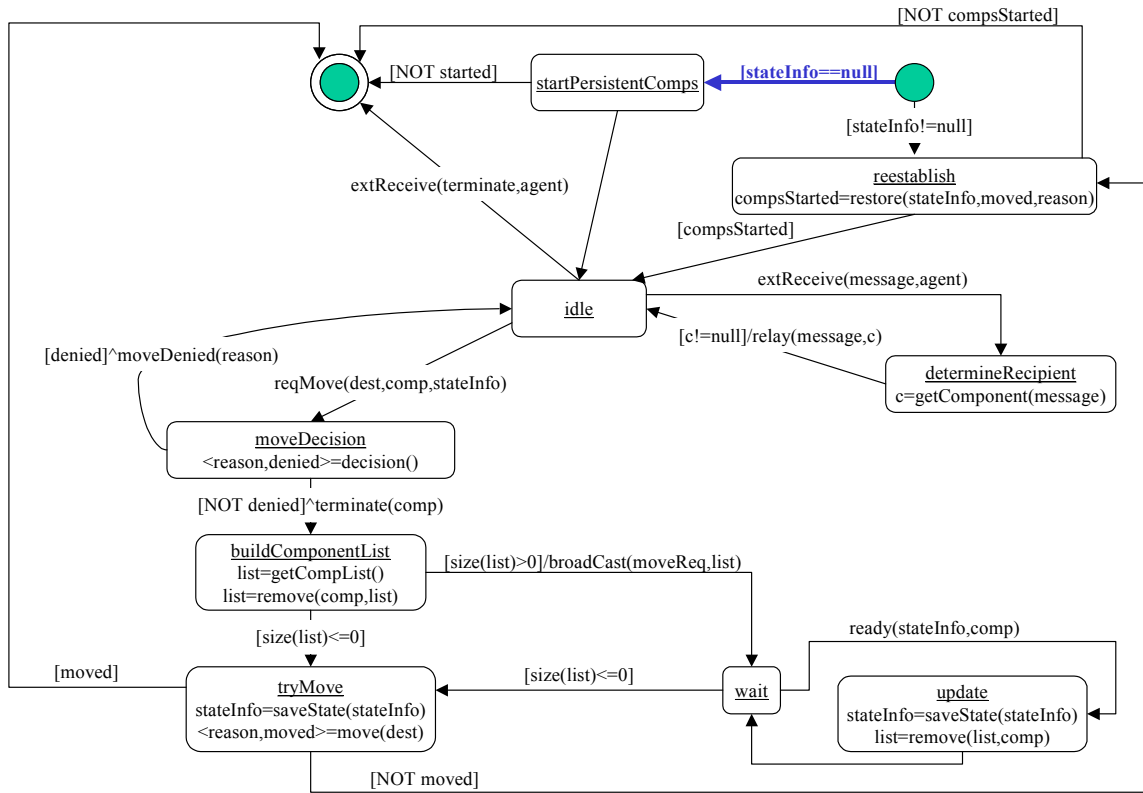 [NOT compsStarted]
[NOT started]
startPersistentComps
[stateInfo==null]
[stateInfo!=null]
reestablish
compsStarted=restore(stateInfo,moved,reason)
extReceive(terminate,agent)
[compsStarted]
extReceive(message,agent)
idle
[c!=null]/relay(message,c)
[denied]^moveDenied(reason)
reqMove(dest,comp,stateInfo)
determineRecipient
c=getComponent(message)
moveDecision
<reason,denied>=decision()
[NOT denied]^terminate(comp)
buildComponentList
list=getCompList()
list=remove(comp,list)
[size(list)>0]/broadCast(moveReq,list)
[size(list)<=0]
ready(stateInfo,comp)
[moved]
tryMove
stateInfo=saveState(stateInfo)
<reason,moved>=move(dest)
[size(list)<=0]
wait
update
stateInfo=saveState(stateInfo)
list=remove(list,comp)
[NOT moved]